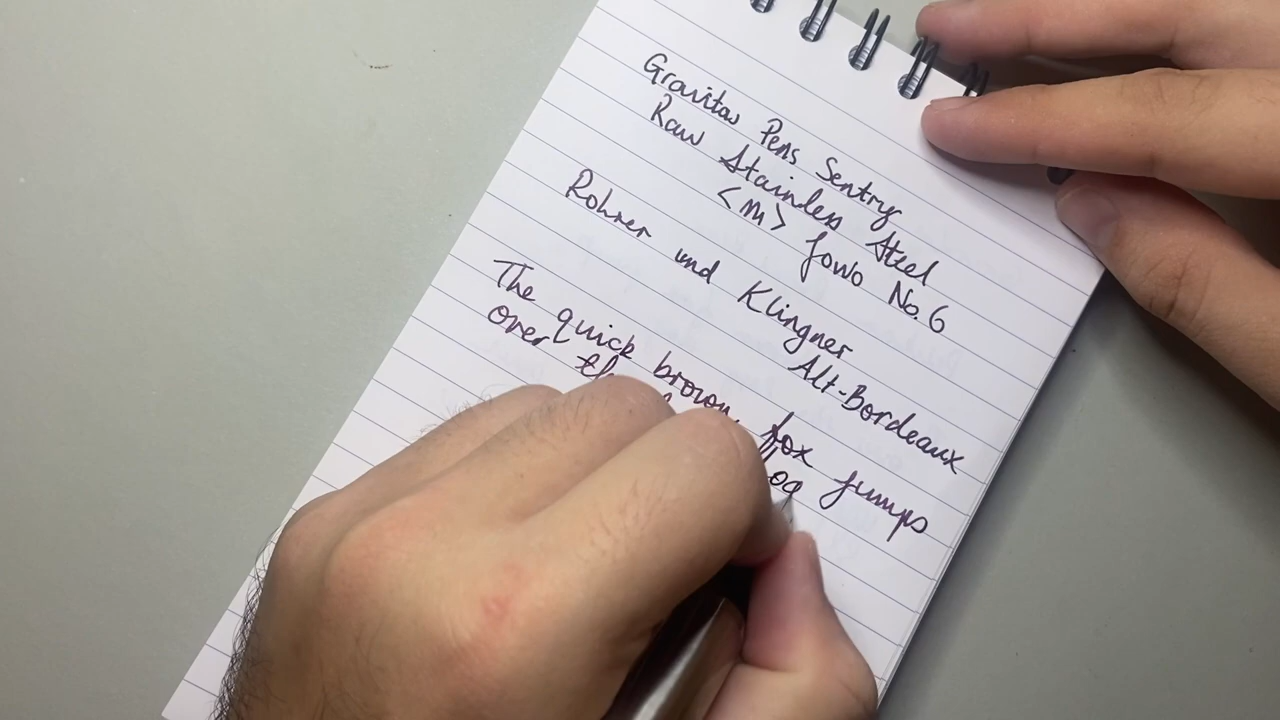 Gravitas Pens Sentry
Raw Stainless Steel
<M> Jowo No.6
Rohrer und Klingner
Alt-Bordeaux
The quick brown fox jumps
over